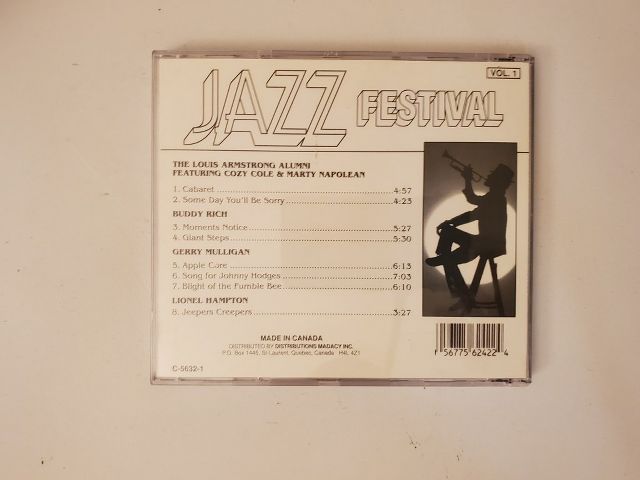 VOL. 1
JAZZ FESTIVAL
THE LOUIS ARMSTRONG ALUMNI
FEATURING COZY COLE & MARTY NAPOLEAN
1. Cabaret 4:57
2. Some Day You'll Be Sorry 4:23
BUDDY RICH
3. Moments Notice 5:27
4. Giant Steps 5:30
GERRY MULLIGAN
5. Apple Core 6:13
6. Song for Johnny Hodges 7:03
7. Blight of the Fumble Bee 6:10
LIONEL HAMPTON
8. Jeepers Creepers 3:27
MADE IN CANADA
DISTRIBUTED BY DISTRIBUTIONS MADACY INC.
P.O. Box 1445, St-Laurent, Quebec, Canada H4L 4Z1
C-5632-1
56775 62422 4